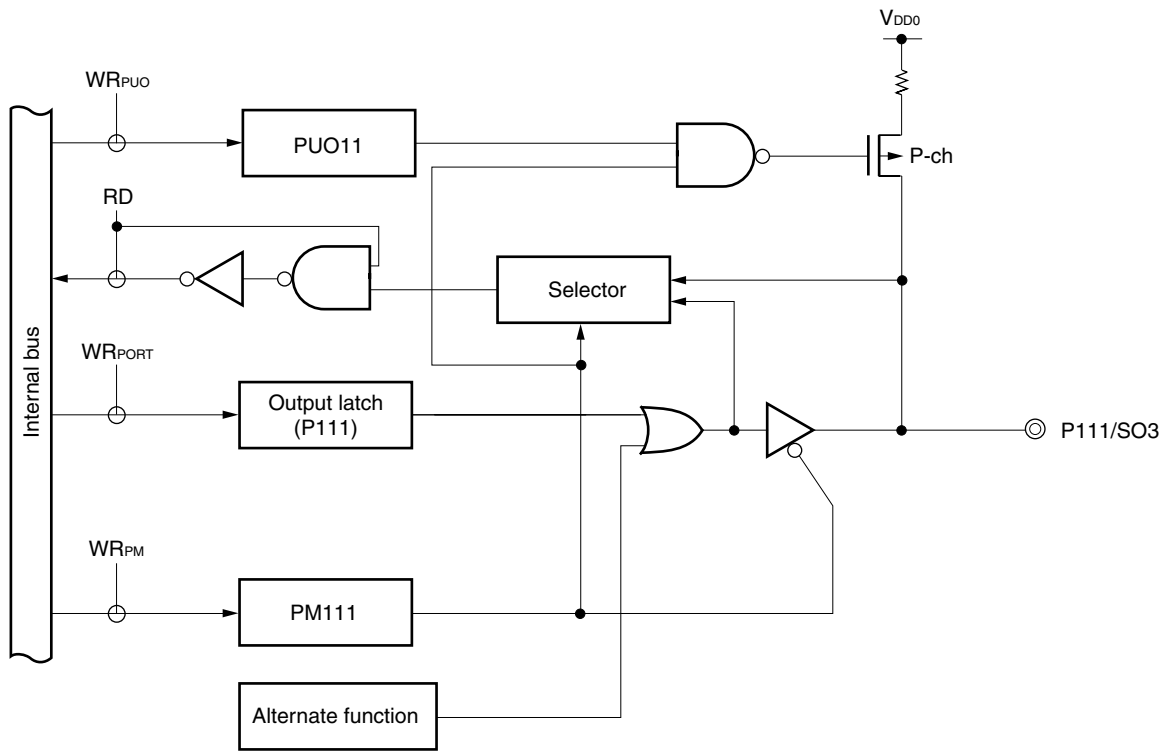 VDD0
WRPUO
PUO11
P-ch
RD
Selector
Internal bus
WRPORT
Output latch
(P111)
P111/SO3
WRPM
PM111
Alternate function